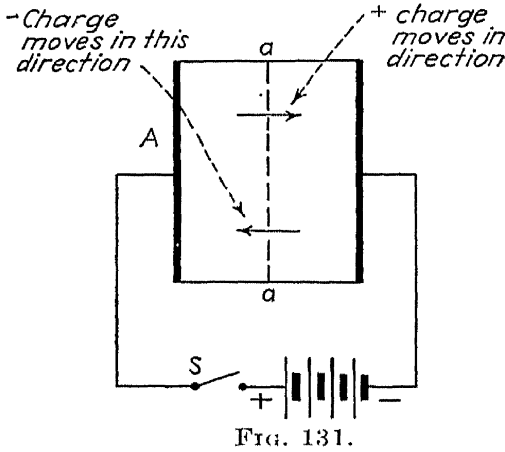 -Charge
moves in this
direction
+ charge
moves in
direction
a
A
a
S
+ -
FIG. 131.